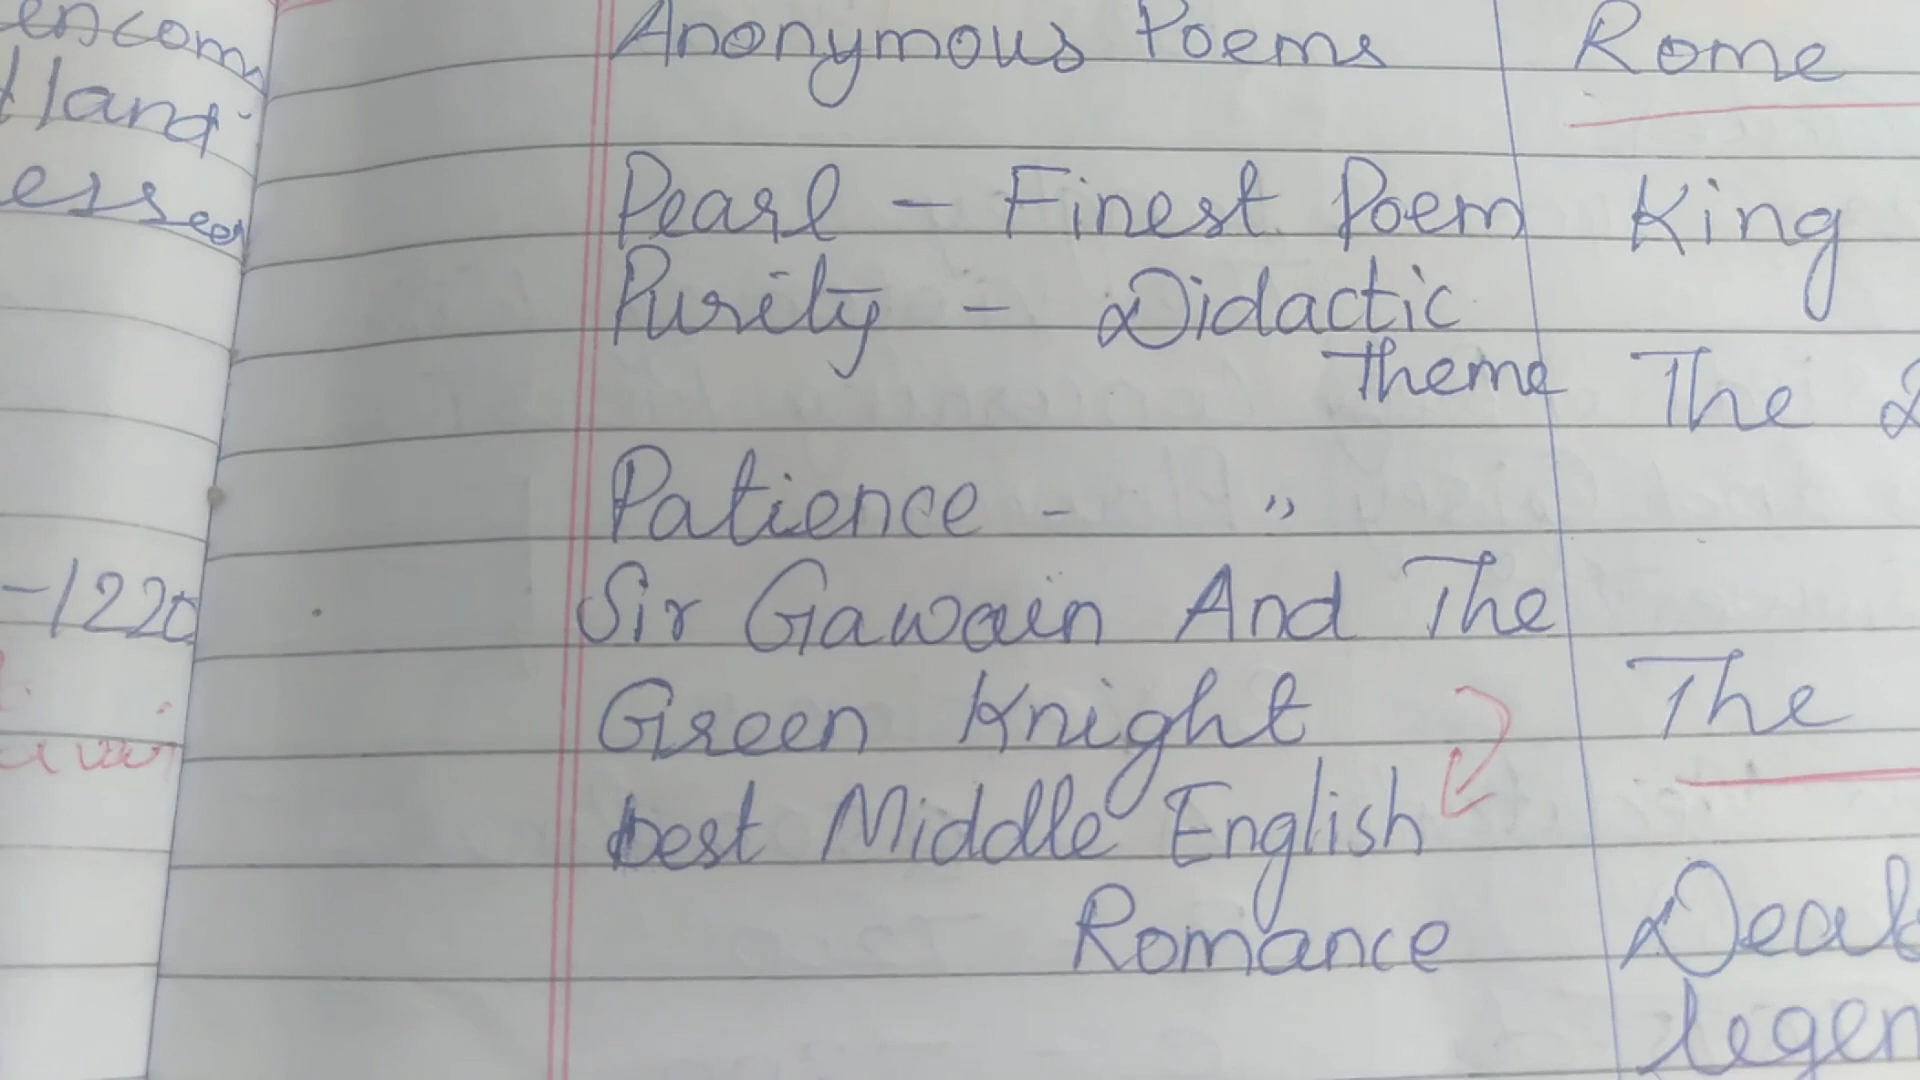 land
-1220
Anonymous Poems
Pearl - Finest Poem
Purity - Didactic
Theme
Patience - "
Sir Gawain And The
Green Knight
best Middle English
Romance
Rome
King
The
The